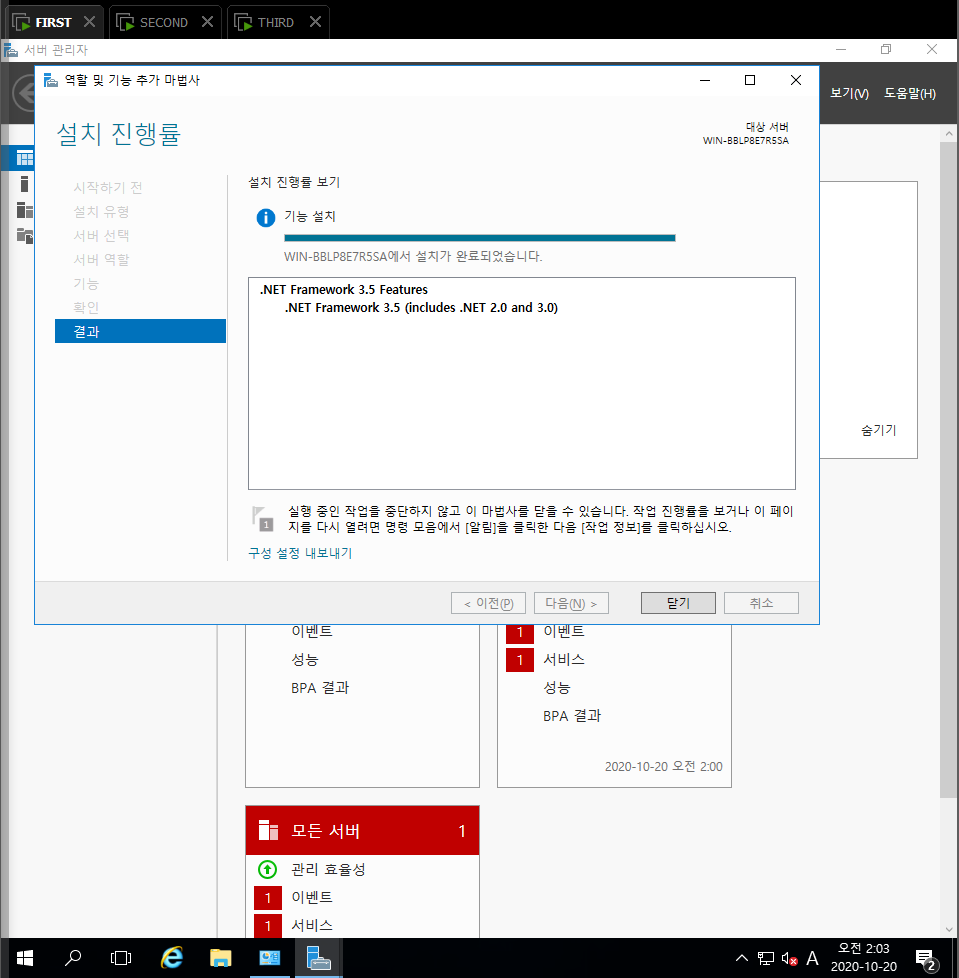 FIRST
SECOND
THIRD
서버 관리자
역할 및 기능 추가 마법사
보기(V) 도움말(H)
설치 진행률
대상 서버
WIN-BBLP8E7R5SA
시작하기 전
설치 유형
서버 선택
서버 역할
기능
확인
결과
설치 진행률 보기
기능 설치
WIN-BBLP8E7R5SA에서 설치가 완료되었습니다.
.NET Framework 3.5 Features
.NET Framework 3.5 (includes .NET 2.0 and 3.0)
숨기기
1
실행 중인 작업을 중단하지 않고 이 마법사를 닫을 수 있습니다. 작업 진행률을 보거나 이 페이
지를 다시 열려면 명령 모음에서 [알림]을 클릭한 다음 [작업 정보]를 클릭하십시오.
구성 설정 내보내기
< 이전(P)
다음(N) >
닫기
취소
이벤트
성능
BPA 결과
1 이벤트
1 서비스
성능
BPA 결과
2020-10-20 오전 2:00
모든 서버 1
관리 효율성
1 이벤트
1 서비스
A
오전 2:03
2020-10-20
2